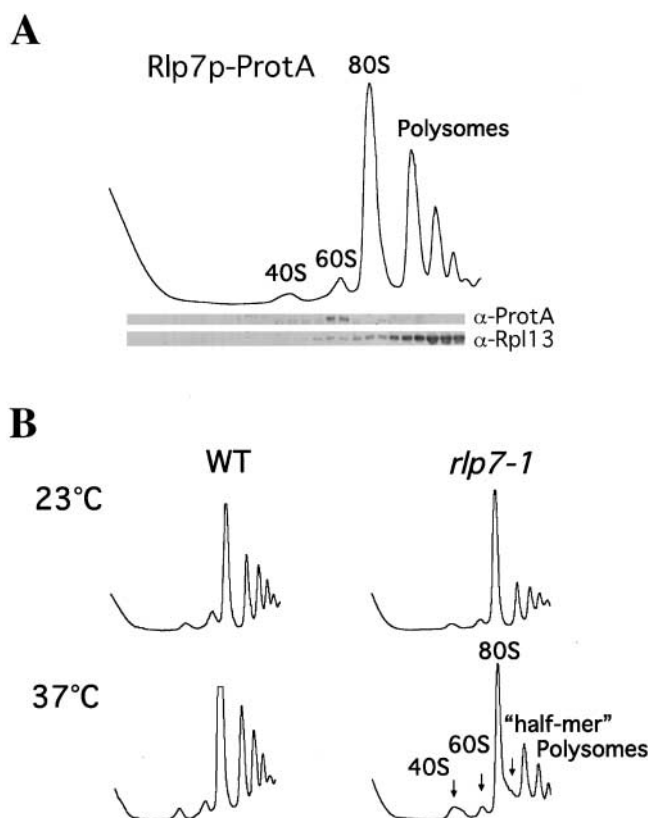 A
Rlp7p-ProtA
80S
Polysomes
40S
60S
α-ProtA
α-Rpl13
B
WT
rlp7-1
23°C
37°C
80S
"half-mer"
Polysomes
60S
40S